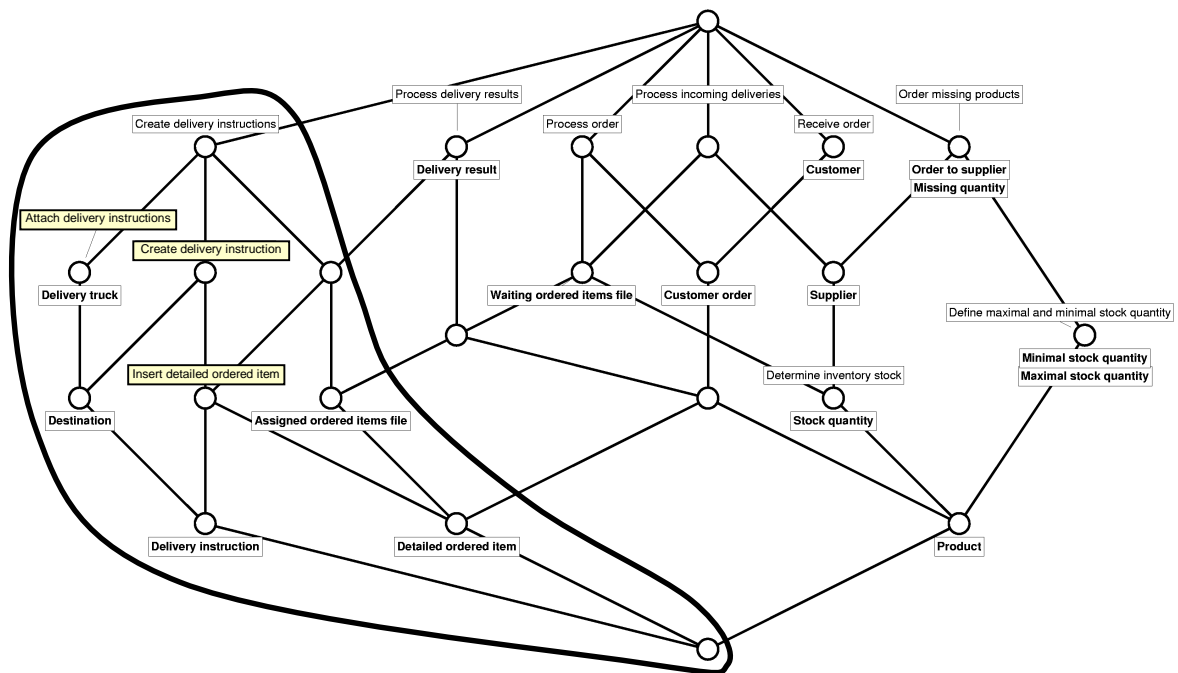 Process delivery results
Process incoming deliveries
Order missing products
Create delivery instructions
Process order
Receive order
Delivery result
Customer
Order to supplier
Missing quantity
Attach delivery instructions
Create delivery instruction
Delivery truck
Waiting ordered items file
Customer order
Supplier
Define maximal and minimal stock quantity
Minimal stock quantity
Maximal stock quantity
Insert detailed ordered item
Determine inventory stock
Destination
Assigned ordered items file
Stock quantity
Delivery instruction
Detailed ordered item
Product